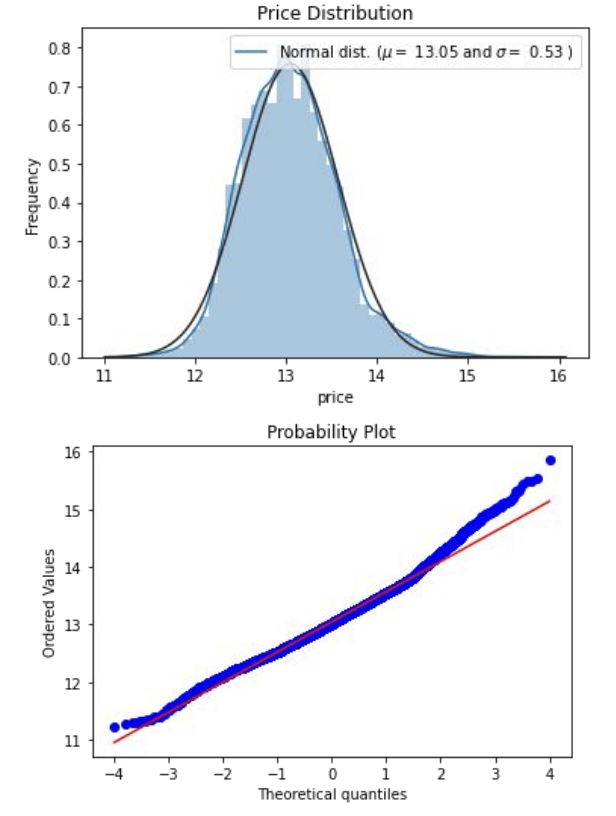 Price Distribution
Normal dist. (μ = 13.05 and σ = 0.53 )
0.8
0.7
0.6
0.5
0.4
0.3
0.2
0.1
0.0
Frequency
11 12 13 14 15 16
price
Probability Plot
16
15
14
13
12
11
Ordered Values
−4 −3 −2 −1 0 1 2 3 4
Theoretical quantiles